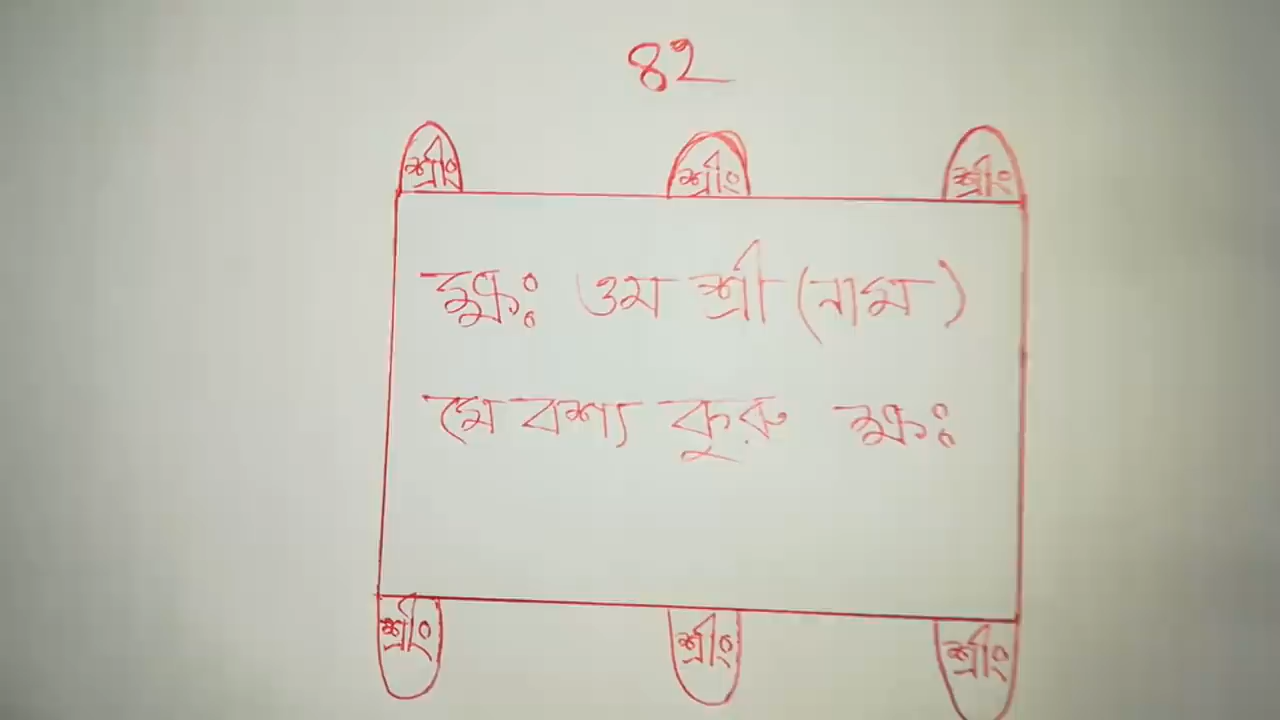 ৪২
শ্রীং শ্রীং শ্রীং
ক্ষঃ ওম শ্রী (নাম)
মে বশ্য কুরু ক্ষঃ
শ্রীং শ্রীং শ্রীং